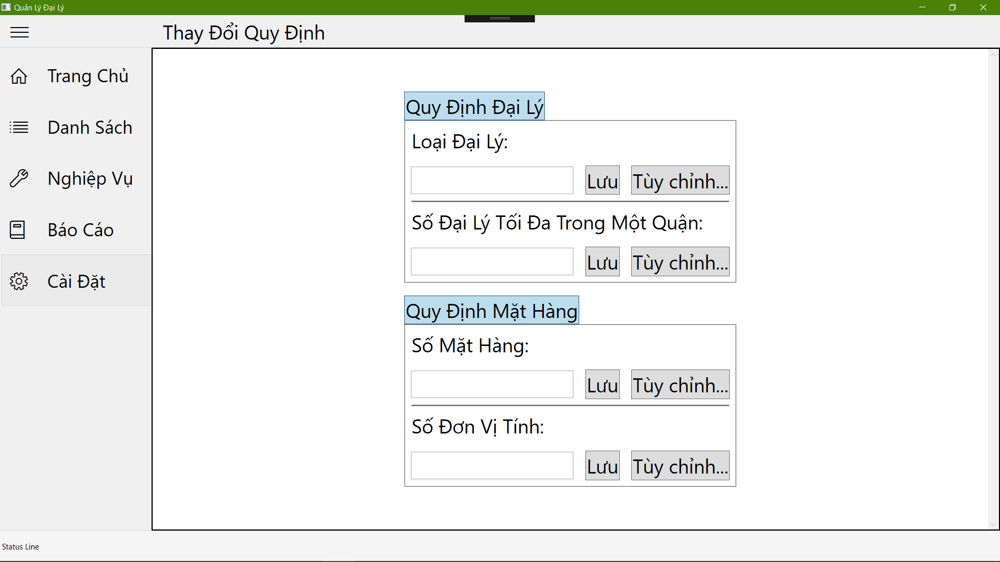 Quản Lý Đại Lý
Thay Đổi Quy Định
Trang Chủ
Danh Sách
Nghiệp Vụ
Báo Cáo
Cài Đặt
Quy Định Đại Lý
Loại Đại Lý:
Lưu Tùy chỉnh...
Số Đại Lý Tối Đa Trong Một Quận:
Lưu Tùy chỉnh...
Quy Định Mặt Hàng
Số Mặt Hàng:
Lưu Tùy chỉnh...
Số Đơn Vị Tính:
Lưu Tùy chỉnh...
Status Line